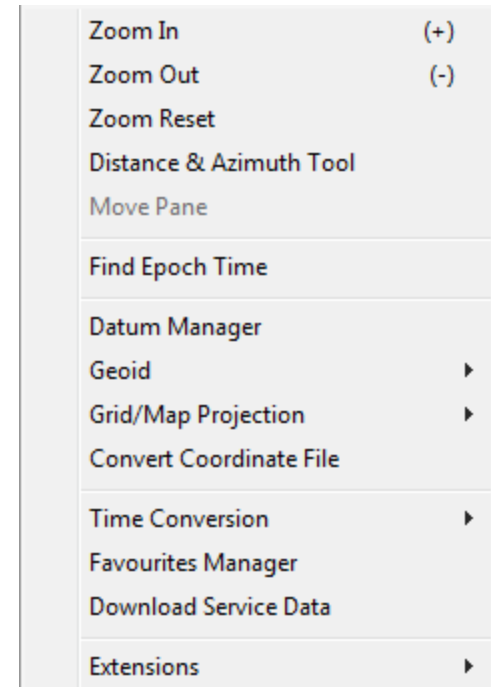 Zoom In (+)
Zoom Out (-)
Zoom Reset
Distance & Azimuth Tool
Move Pane
Find Epoch Time
Datum Manager
Geoid
Grid/Map Projection
Convert Coordinate File
Time Conversion
Favourites Manager
Download Service Data
Extensions